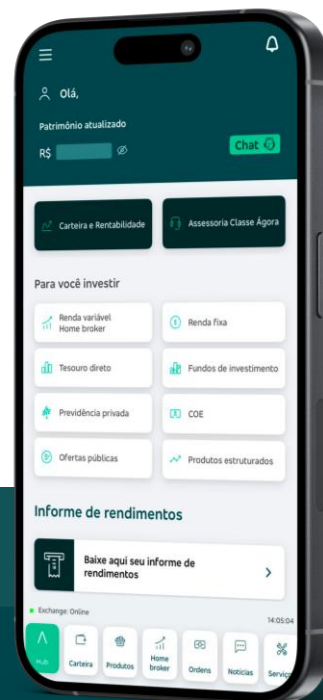 Olá,
Patrimônio atualizado
R$
Chat
Carteira e Rentabilidade
Assessoria Classe Ágora
Para você investir
Renda variável
Home broker
Renda fixa
Tesouro direto
Fundos de investimento
Previdência privada
COE
Ofertas públicas
Produtos estruturados
Informe de rendimentos
Baixe aqui seu informe de
rendimentos
Exchange: Online
14:05:04
Hub
Carteira
Produtos
Home
broker
Ordens
Notícias